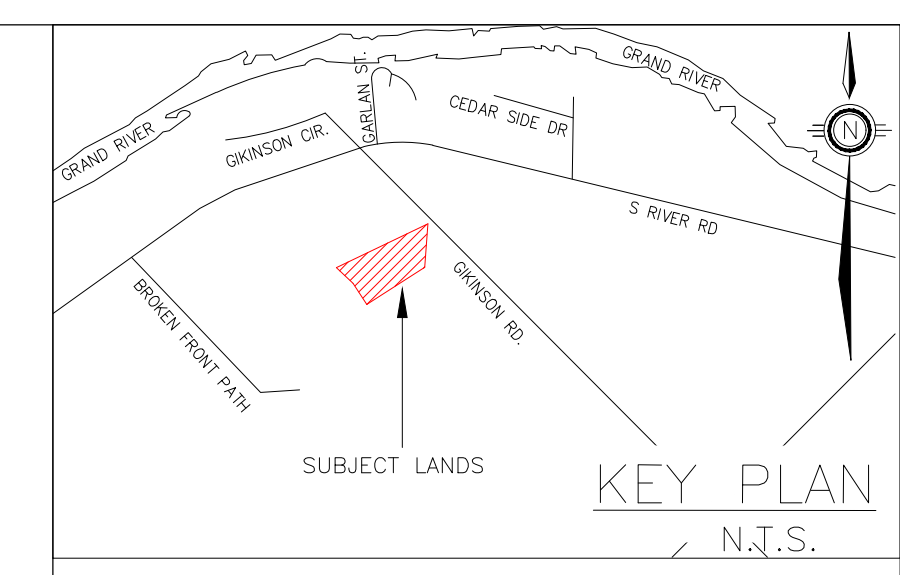 GRAND RIVER
GARLAN ST.
GRAND RIVER
CEDAR SIDE DR
GIKINSON CIR.
N
S RIVER RD
GIKINSON RD.
BROKEN FRONT PATH
SUBJECT LANDS
KEY PLAN
N.T.S.